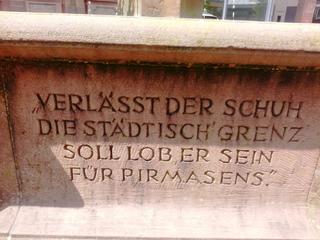 „VERLÄSST DER SCHUH
DIE STÄDTISCH' GRENZ
SOLL LOB ER SEIN
FÜR PIRMASENS.“